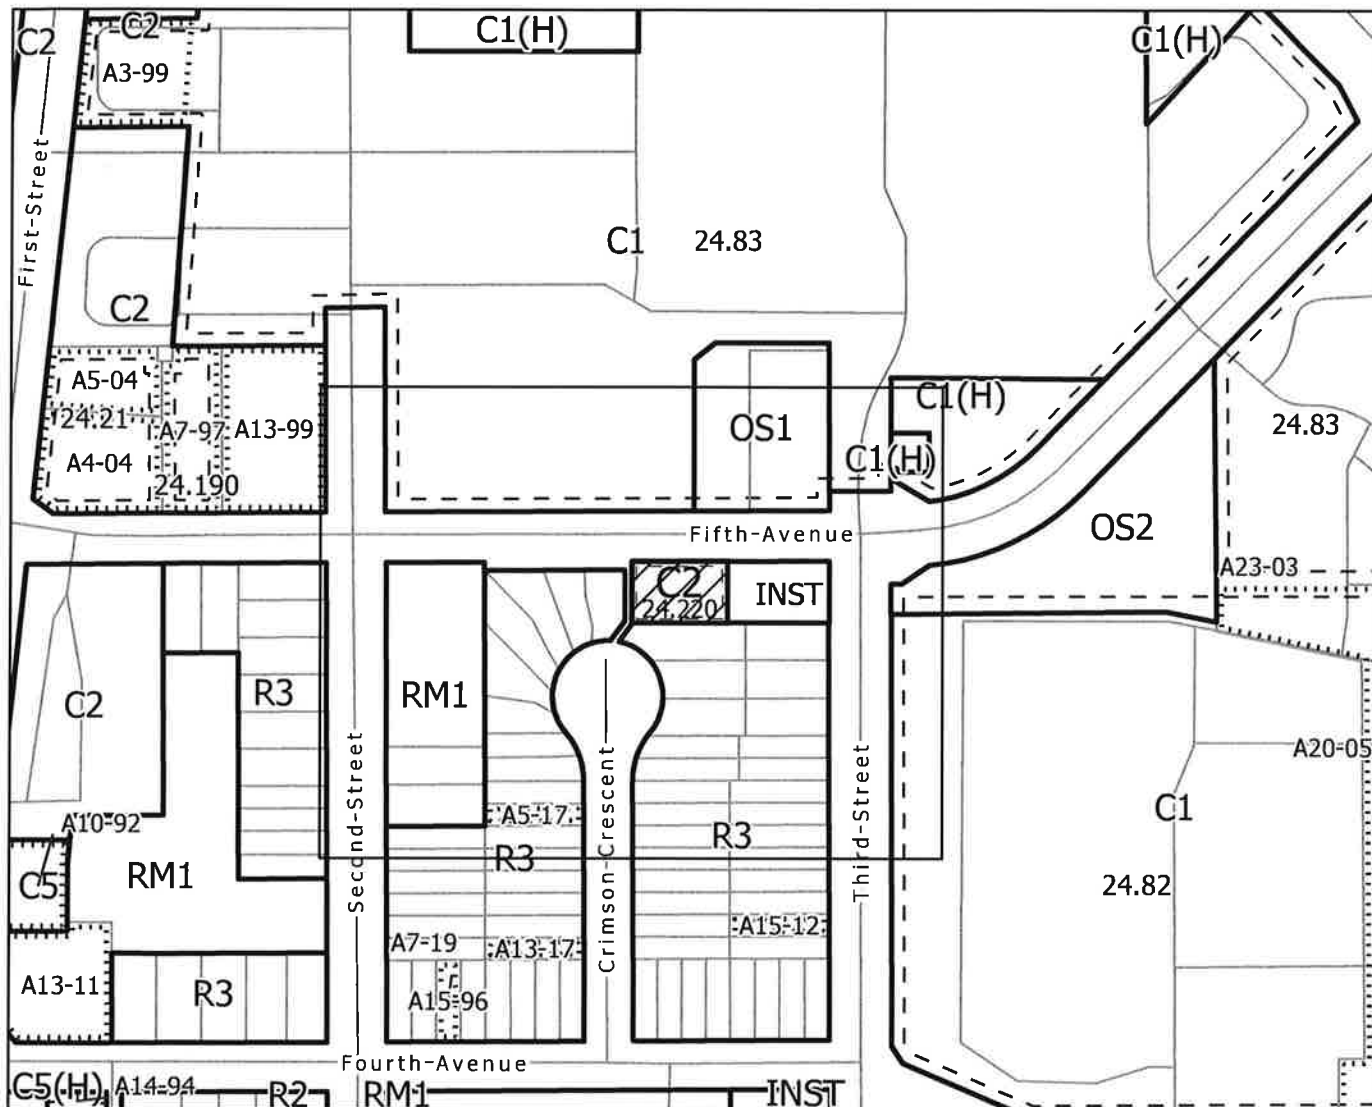 C2
C2
C1(H)
C1(H)
A3-99
First-Street
C1
24.83
C2
A5-04
24.21
A7-97
A13-99
A4-04
24.190
OS1
C1(H)
C1(H)
24.83
Fifth-Avenue
OS2
C2
24.220
INST
A23-03
C2
R3
RM1
Second-Street
Crimson-Crescent
Third-Street
A20-05
A5-17
C1
A10-92
R3
R3
C5
RM1
24.82
A15-12
A7-19
A13-17
A13-11
R3
A15-96
Fourth-Avenue
C5(H)
A14-94
R2
RM1
INST